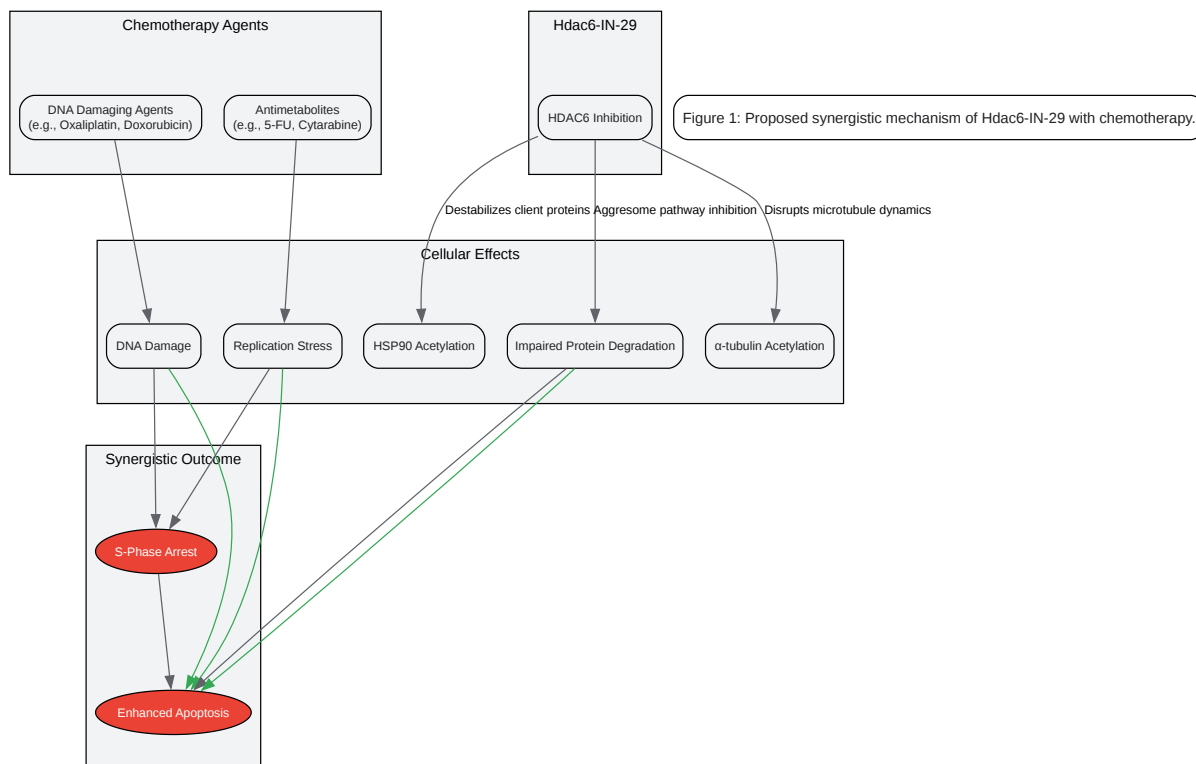 Chemotherapy Agents
Hdac6-IN-29
DNA Damaging Agents
(e.g., Oxaliplatin, Doxorubicin)
Antimetabolites
(e.g., 5-FU, Cytarabine)
HDAC6 Inhibition
Figure 1: Proposed synergistic mechanism of Hdac6-IN-29 with chemotherapy.
Destabilizes client proteins
Aggresome pathway inhibition
Disrupts microtubule dynamics
Cellular Effects
DNA Damage
Replication Stress
HSP90 Acetylation
Impaired Protein Degradation
α-tubulin Acetylation
Synergistic Outcome
S-Phase Arrest
Enhanced Apoptosis